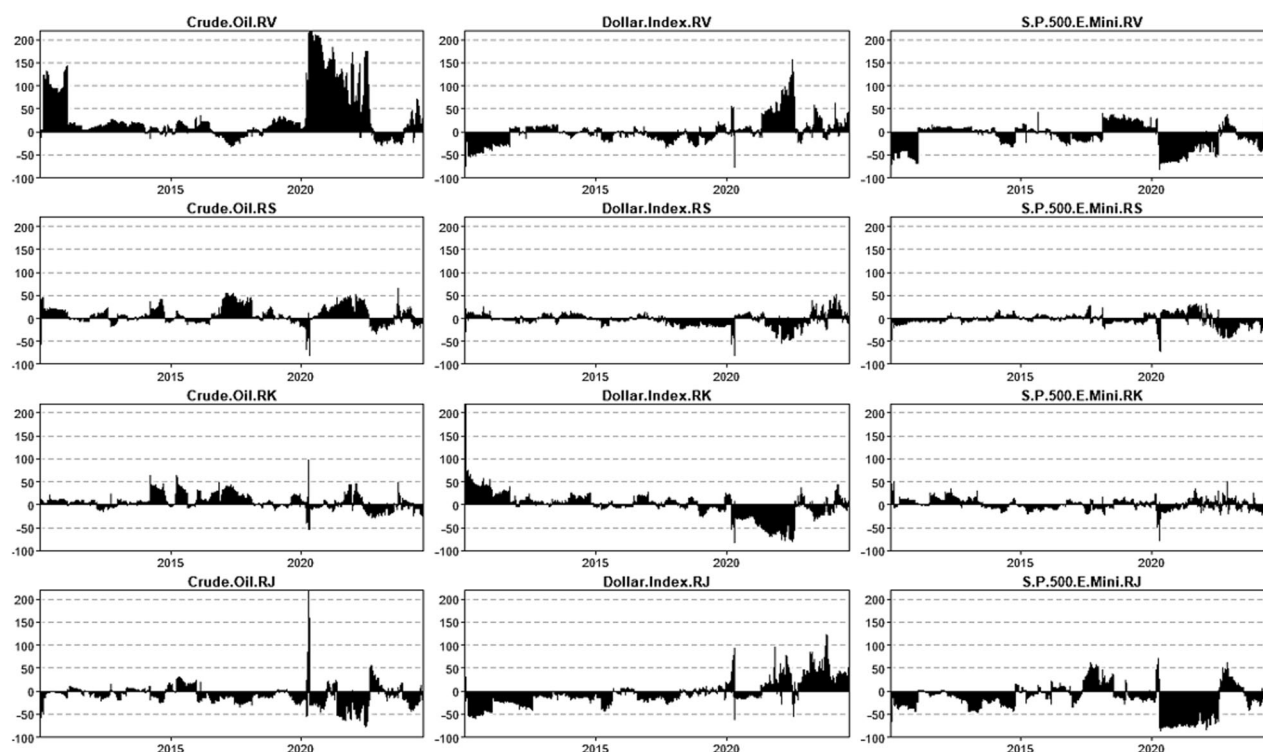 Crude.Oil.RV Dollar.Index.RV S.P.500.E.Mini.RV
200 200 200
150 150 150
100 100 100
50 50 50
0 0 0
-50 -50 -50
-100 -100 -100
2015 2020 2015 2020 2015 2020
Crude.Oil.RS Dollar.Index.RS S.P.500.E.Mini.RS
200 200 200
150 150 150
100 100 100
50 50 50
0 0 0
-50 -50 -50
-100 -100 -100
2015 2020 2015 2020 2015 2020
Crude.Oil.RK Dollar.Index.RK S.P.500.E.Mini.RK
200 200 200
150 150 150
100 100 100
50 50 50
0 0 0
-50 -50 -50
-100 -100 -100
2015 2020 2015 2020 2015 2020
Crude.Oil.RJ Dollar.Index.RJ S.P.500.E.Mini.RJ
200 200 200
150 150 150
100 100 100
50 50 50
0 0 0
-50 -50 -50
-100 -100 -100
2015 2020 2015 2020 2015 2020